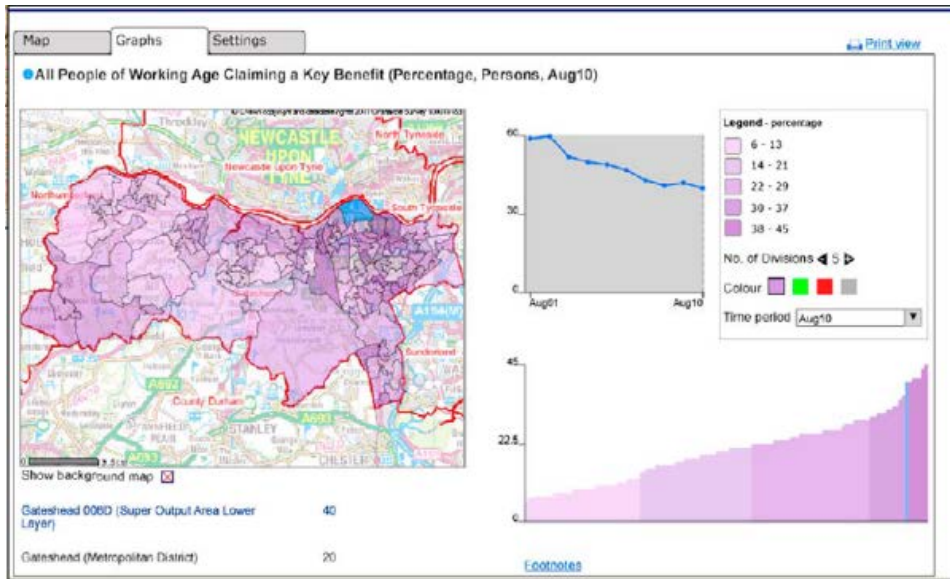 Map
Graphs
Settings
Print view
All People of Working Age Claiming a Key Benefit (Percentage, Persons, Aug10)
Throckley
NEWCASTLE
UPON
TYNE
North Tyneside
Newcastle upon Tyne
South Tyneside
A194(M)
Sunderland
A692
County Durham
STANLEY
A693
A693
CHESTER
Show background map
Gateshead 008D (Super Output Area Lower
Layer)
40
Gateshead (Metropolitan District)
20
60
30
0
Aug01
Aug10
Legend - percentage
6 - 13
14 - 21
22 - 29
30 - 37
38 - 45
No. of Divisions 5
Colour
Time period Aug10
45
22.5
0
Footnotes